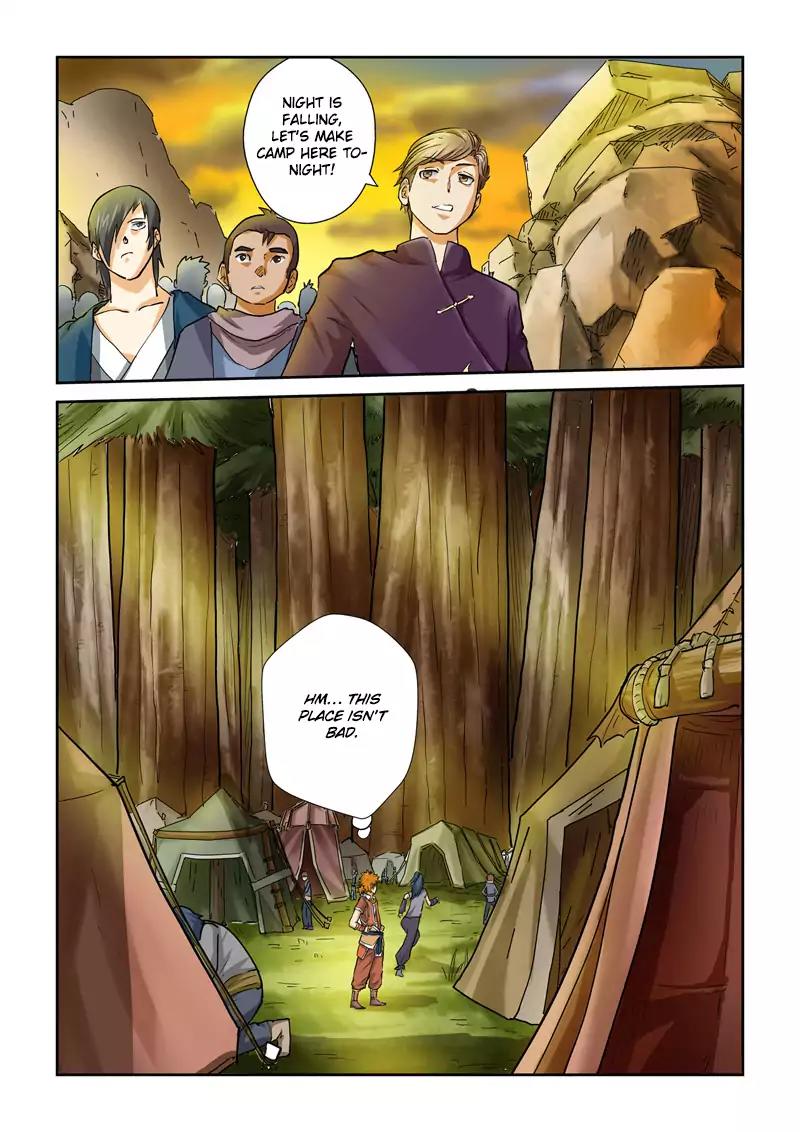 NIGHT IS
FALLING,
LET'S MAKE
CAMP HERE TO-
NIGHT!
HM... THIS
PLACE ISN'T
BAD.